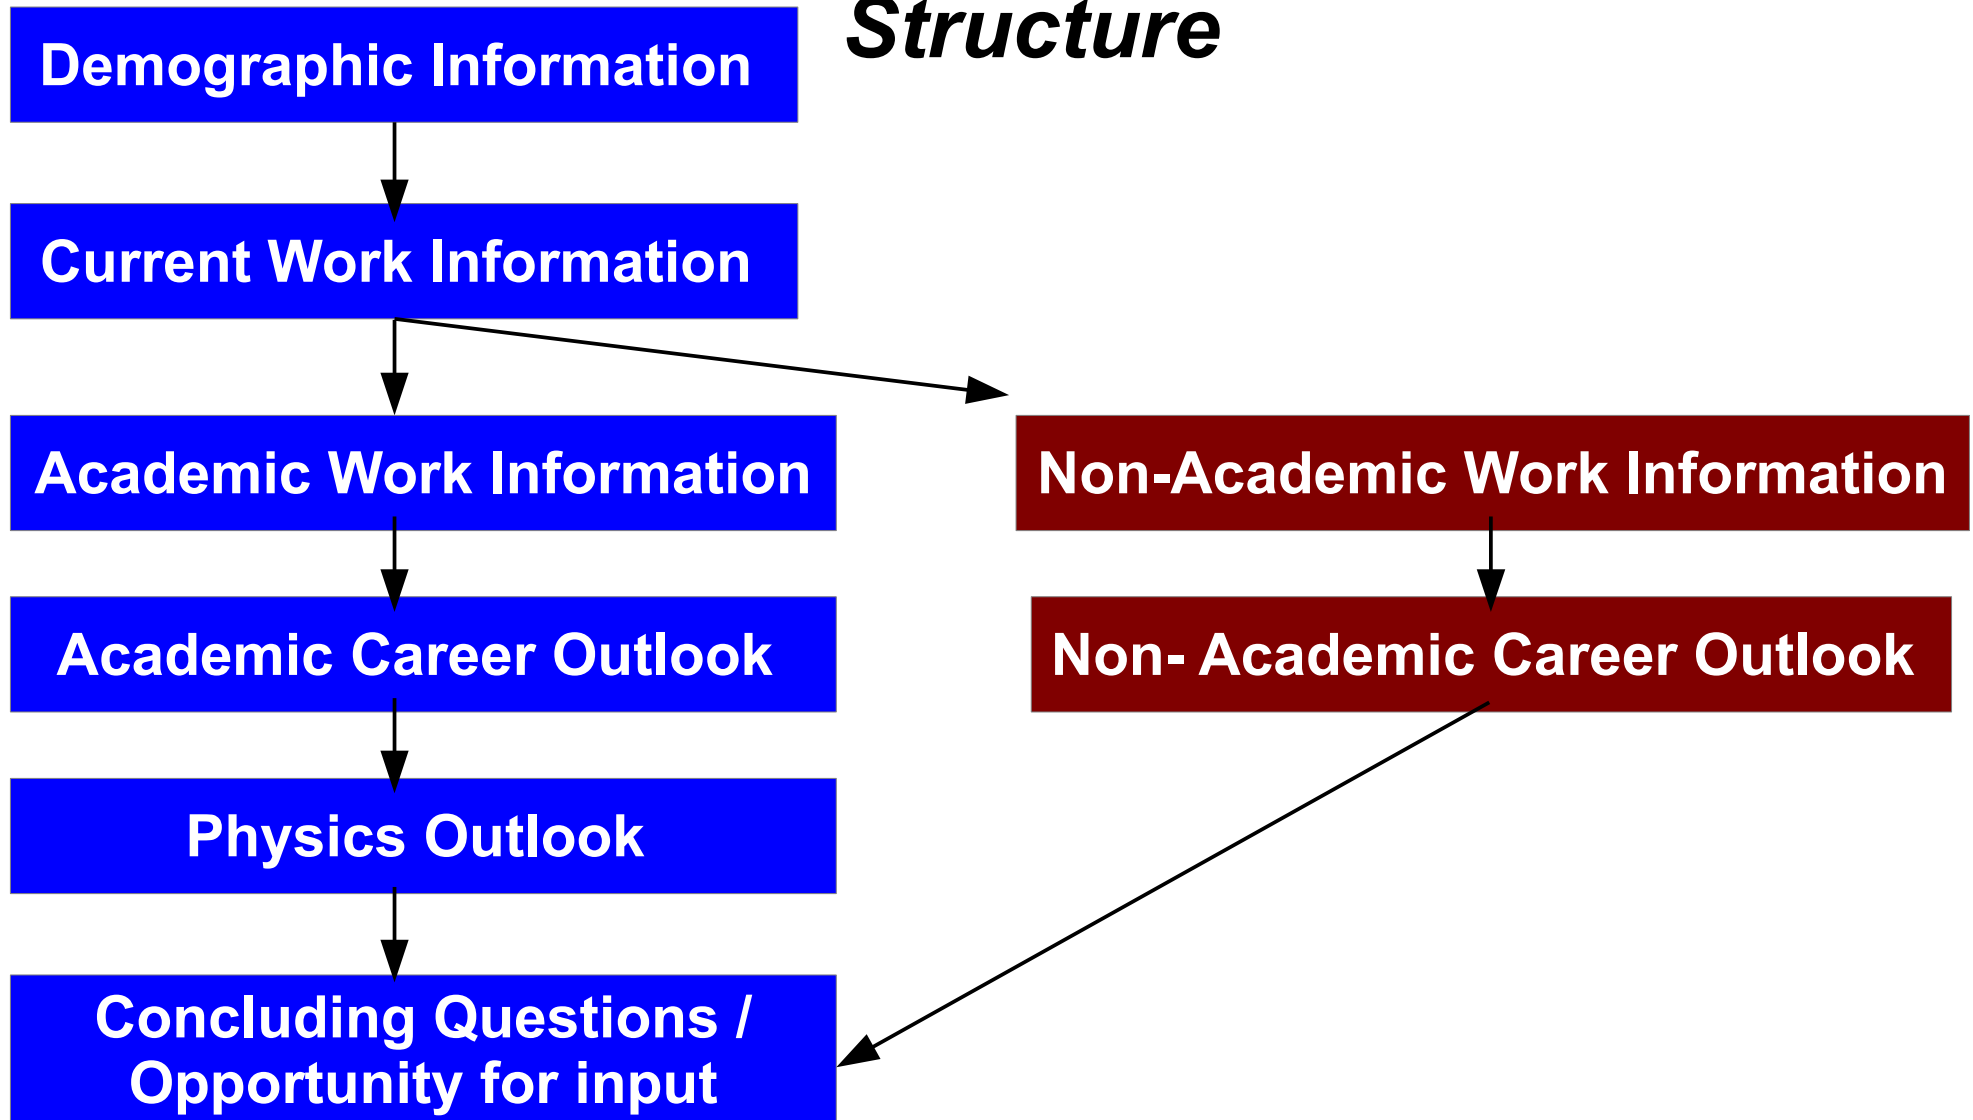 Structure
Demographic Information
Current Work Information
Academic Work Information
Non-Academic Work Information
Academic Career Outlook
Non- Academic Career Outlook
Physics Outlook
Concluding Questions /
Opportunity for input